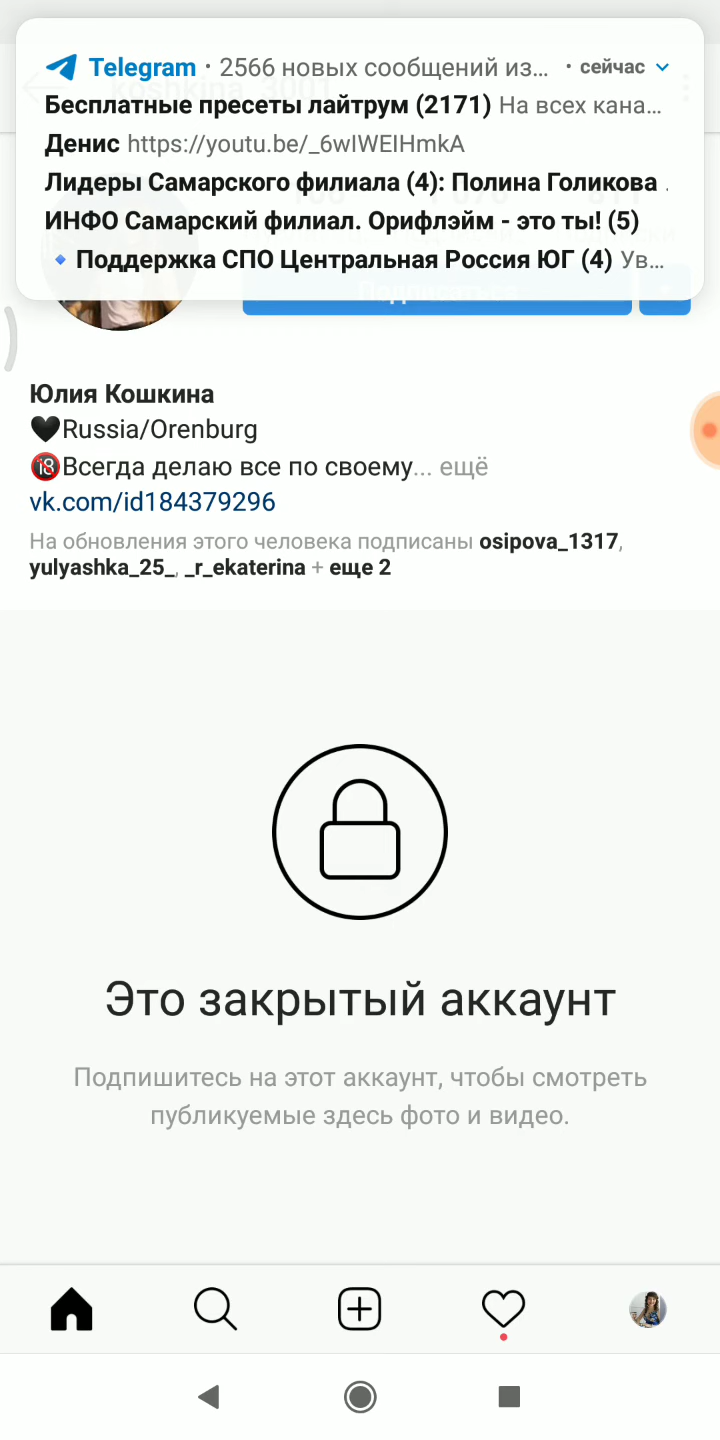 Telegram · 2566 новых сообщений из... · сейчас
Бесплатные пресеты лайтрум (2171) На всех кана...
Денис https://youtu.be/_6wIWEIHmkA
Лидеры Самарского филиала (4): Полина Голикова
ИНФО Самарский филиал. Орифлэйм - это ты! (5)
🔹 Поддержка СПО Центральная Россия ЮГ (4) Ув...
Юлия Кошкина
🖤Russia/Orenburg
🔞Всегда делаю все по своему... ещё
vk.com/id184379296
На обновления этого человека подписаны osipova_1317,
yulyashka_25_, _r_ekaterina + еще 2
Это закрытый аккаунт
Подпишитесь на этот аккаунт, чтобы смотреть
публикуемые здесь фото и видео.